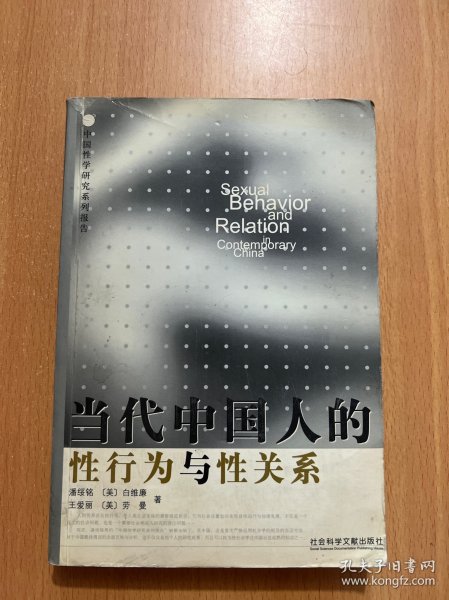 中国性学研究系列报告
Sexual
Behavior
and
Relation
in
Contemporary
China
当代中国人的
性行为与性关系
潘绥铭 〔美〕白维廉
王爱丽 〔美〕劳 曼 著
社会科学文献出版社
Social Sciences Documentation Publishing House
孔夫子旧书网
www.kongfz.com